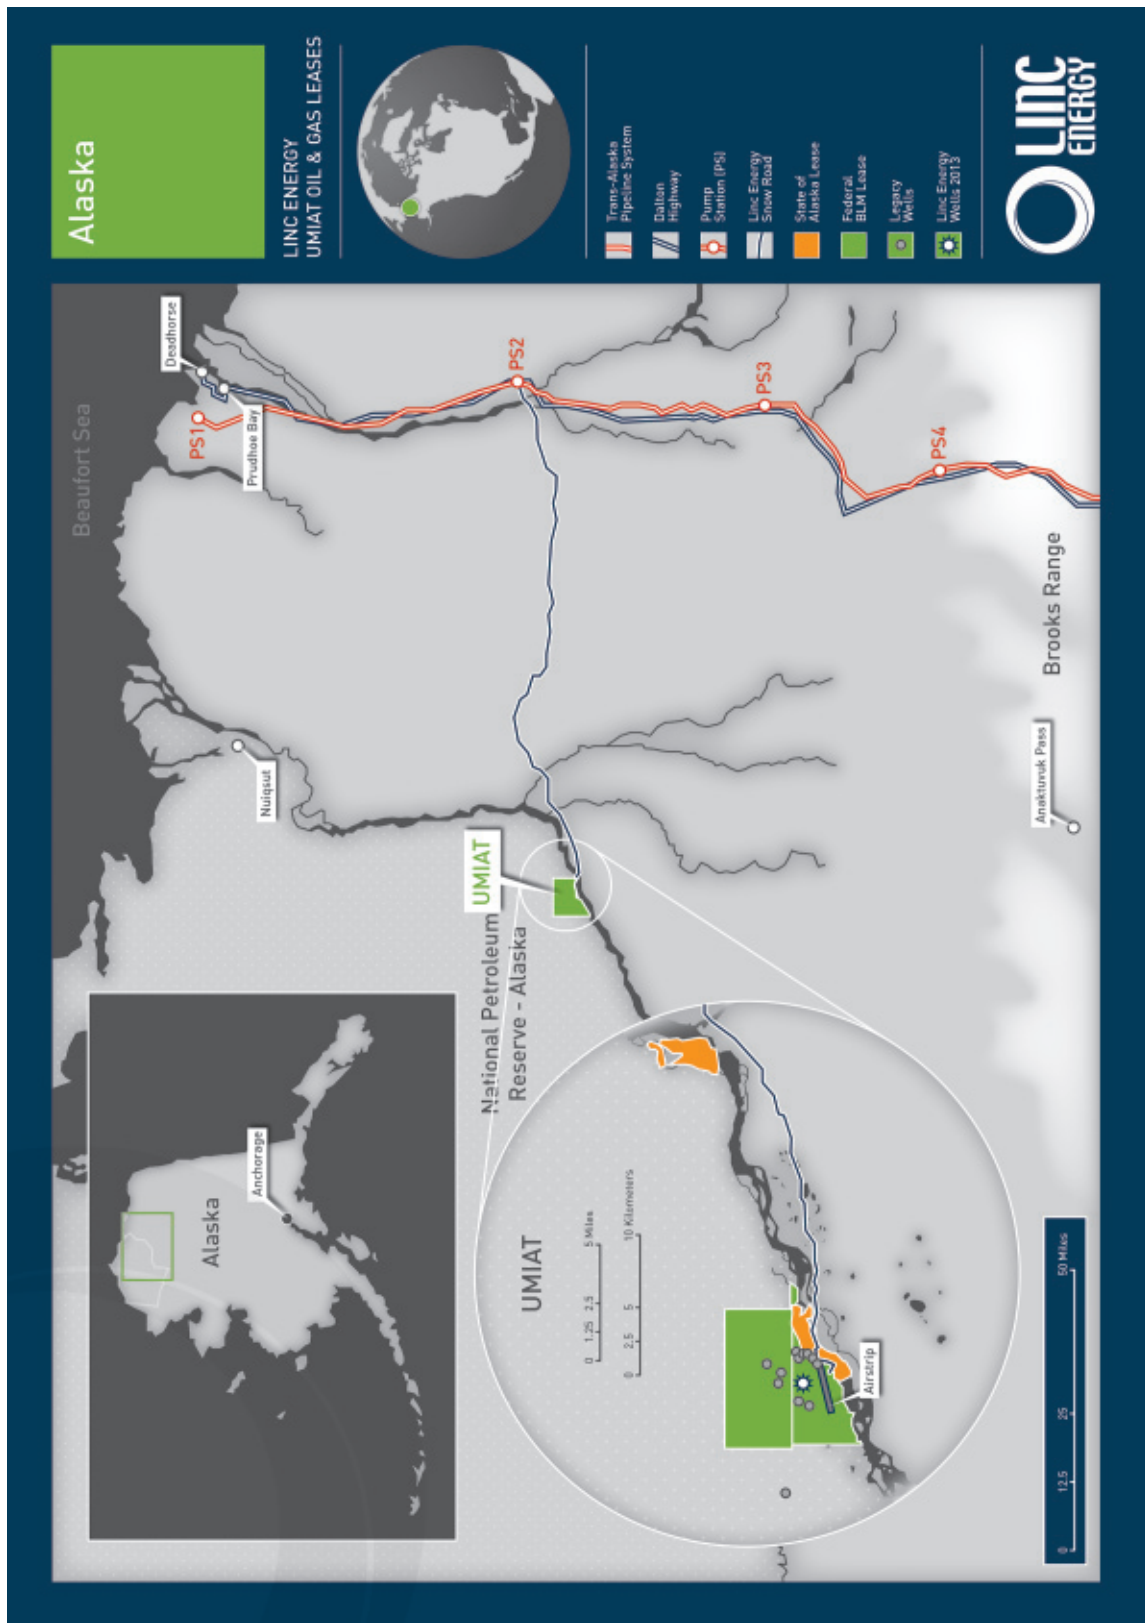 Alaska
LINC ENERGY
UMIAT OIL & GAS LEASES
Trans-Alaska
Pipeline System
Dalton
Highway
Pump
Station (PS)
Linc Energy
Snow Road
State of
Alaska Lease
Federal
BLM Lease
Legacy
Wells
Linc Energy
Wells 2013
LINC
ENERGY
Beaufort Sea
Deadhorse
PS1
Prudhoe Bay
Nuiqsut
PS2
PS3
PS4
UMIAT
National Petroleum
Reserve - Alaska
Brooks Range
Anaktuvuk Pass
Alaska
Anchorage
UMIAT
0 1.25 2.5 5 Miles
0 2.5 5 10 Kilometers
Airstrip
0 12.5 25 50 Miles